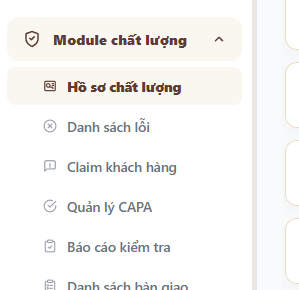 Module chất lượng
Hồ sơ chất lượng
Danh sách lỗi
Claim khách hàng
Quản lý CAPA
Báo cáo kiểm tra
Danh sách bàn giao